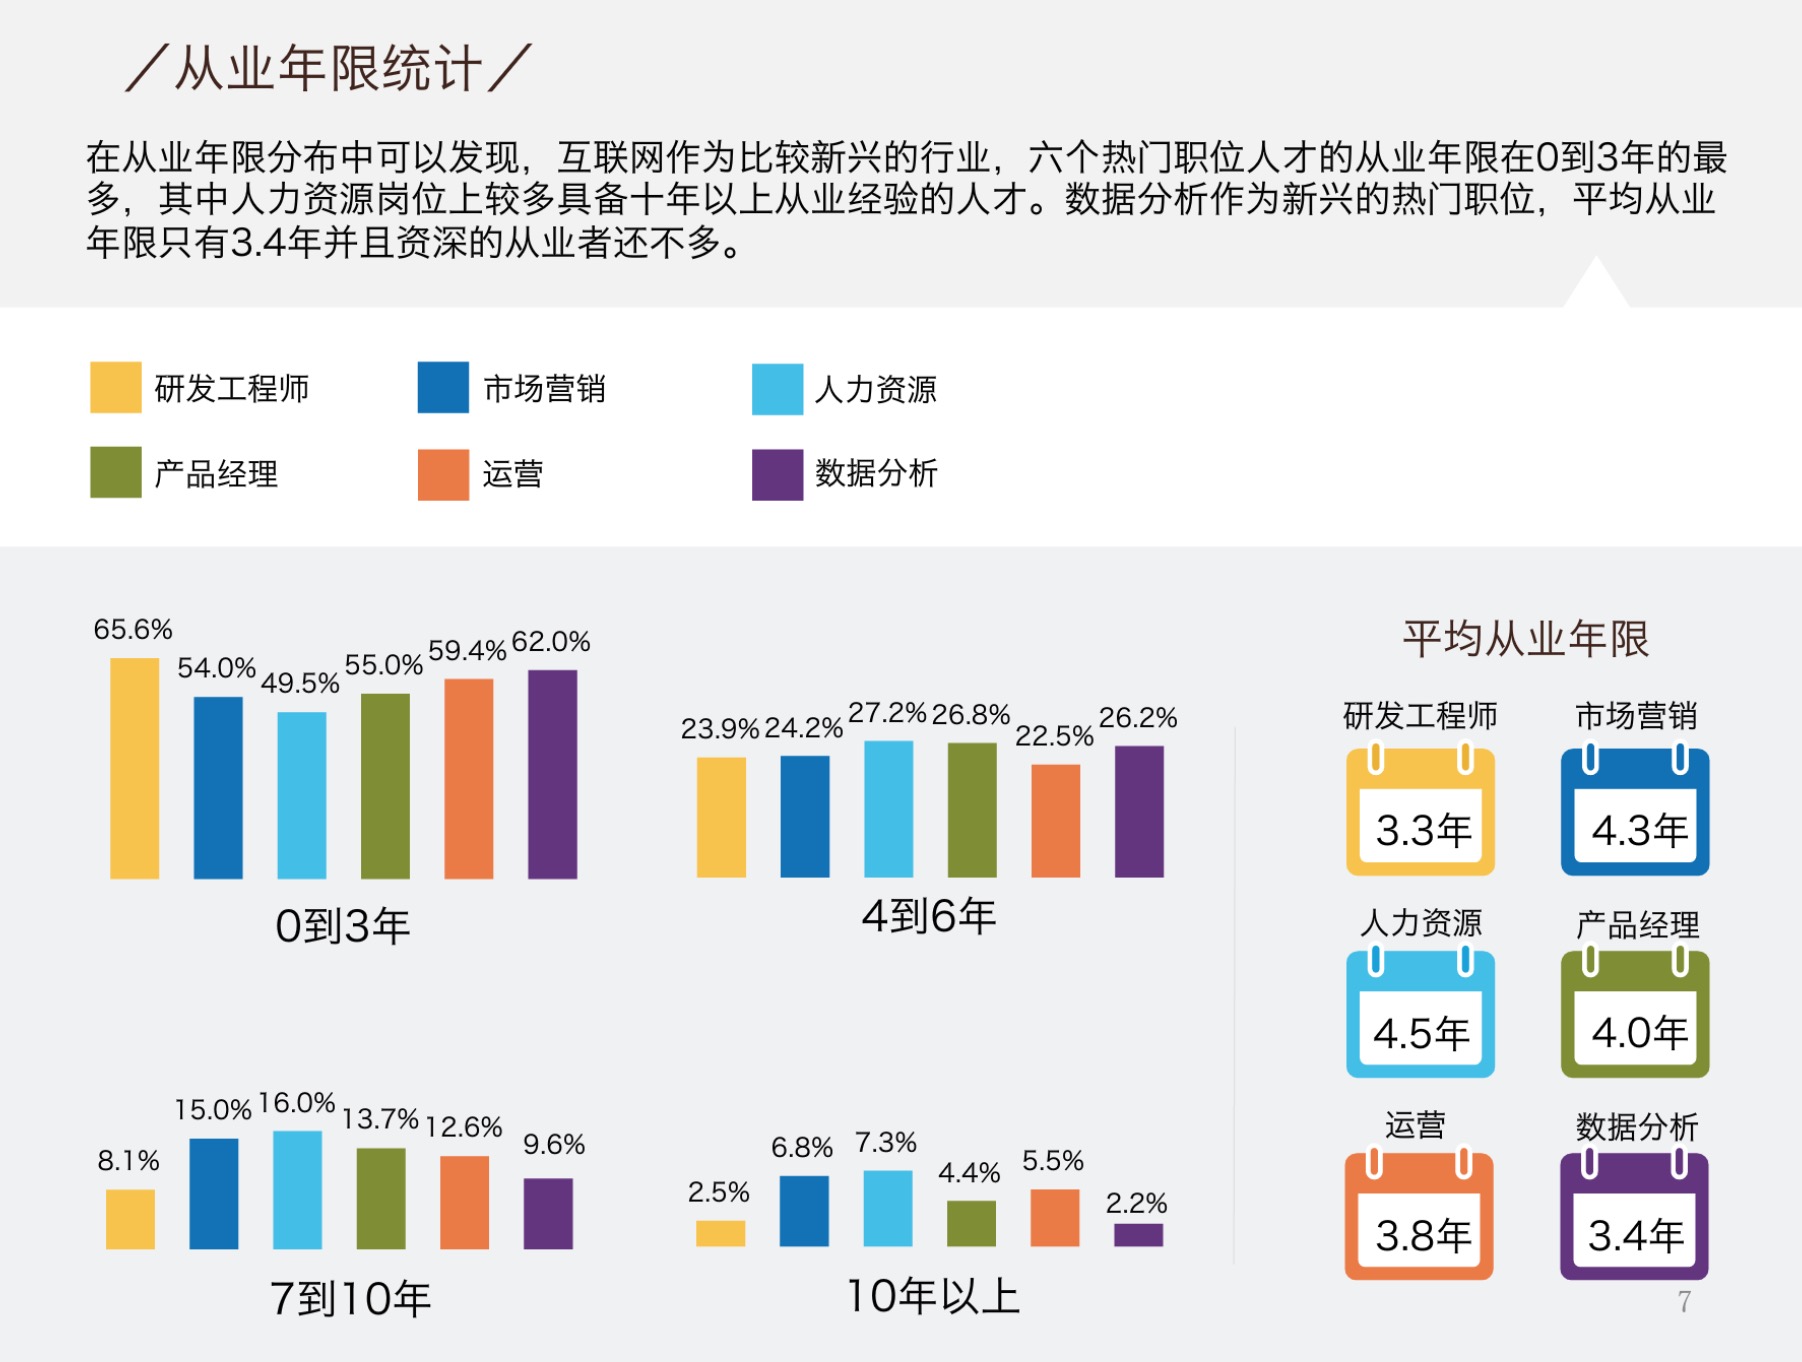 ／从业年限统计／
在从业年限分布中可以发现，互联网作为比较新兴的行业，六个热门职位人才的从业年限在0到3年的最
多，其中人力资源岗位上较多具备十年以上从业经验的人才。数据分析作为新兴的热门职位，平均从业
年限只有3.4年并且资深的从业者还不多。
研发工程师
市场营销
人力资源
产品经理
运营
数据分析
65.6%
54.0%
49.5%
55.0%
59.4%
62.0%
0到3年
23.9%
24.2%
27.2%
26.8%
22.5%
26.2%
4到6年
8.1%
15.0%
16.0%
13.7%
12.6%
9.6%
7到10年
2.5%
6.8%
7.3%
4.4%
5.5%
2.2%
10年以上
平均从业年限
研发工程师
3.3年
市场营销
4.3年
人力资源
4.5年
产品经理
4.0年
运营
3.8年
数据分析
3.4年
7